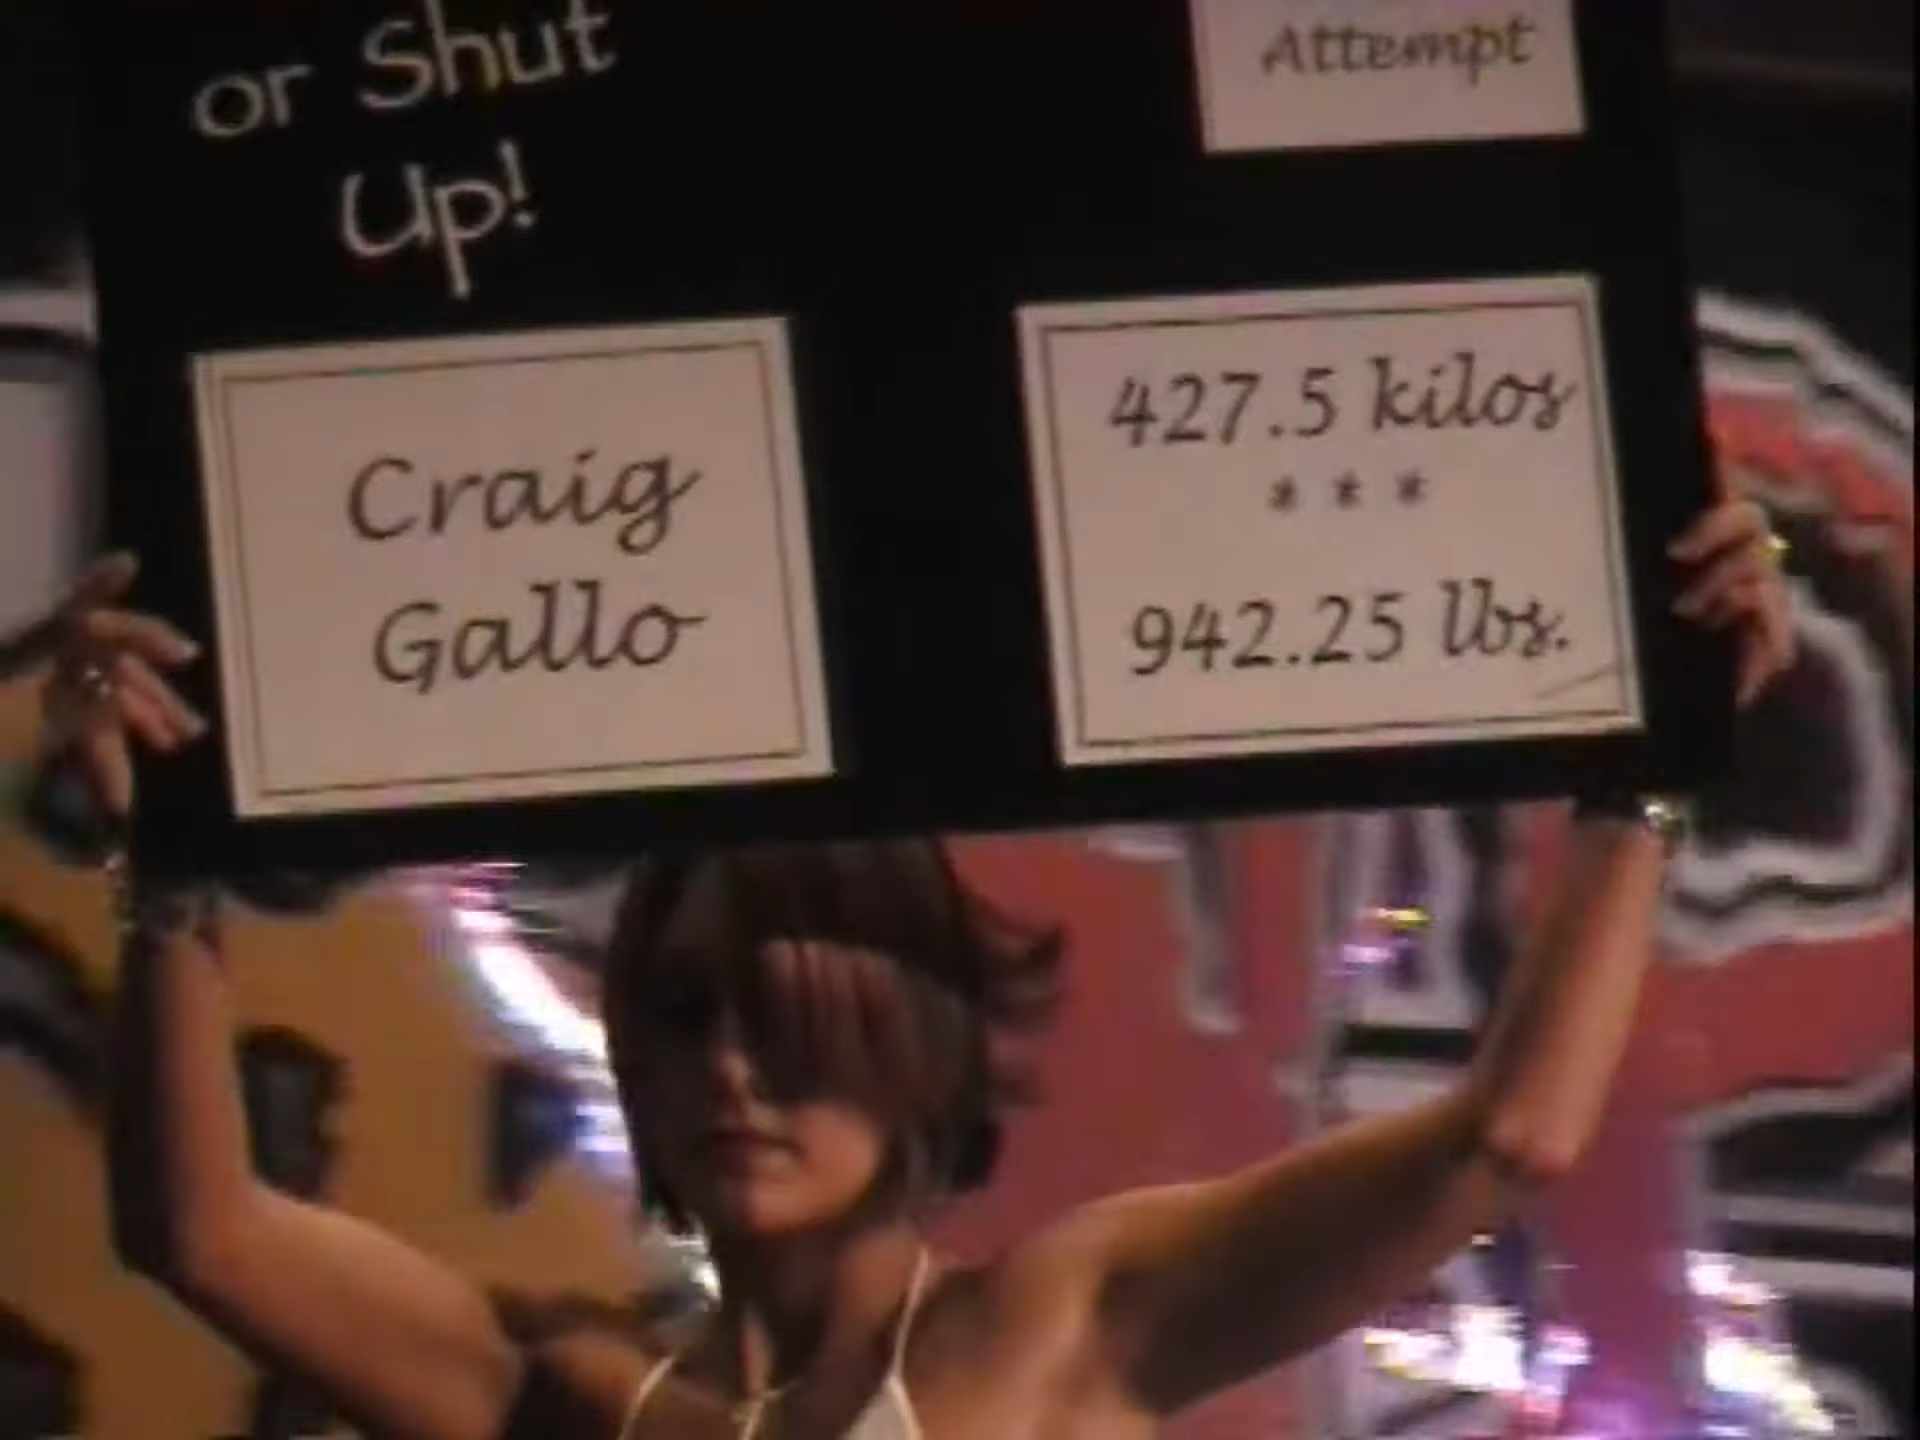 or Shut
Up!
Attempt
Craig
Gallo
427.5 kilos
* * *
942.25 lbs.